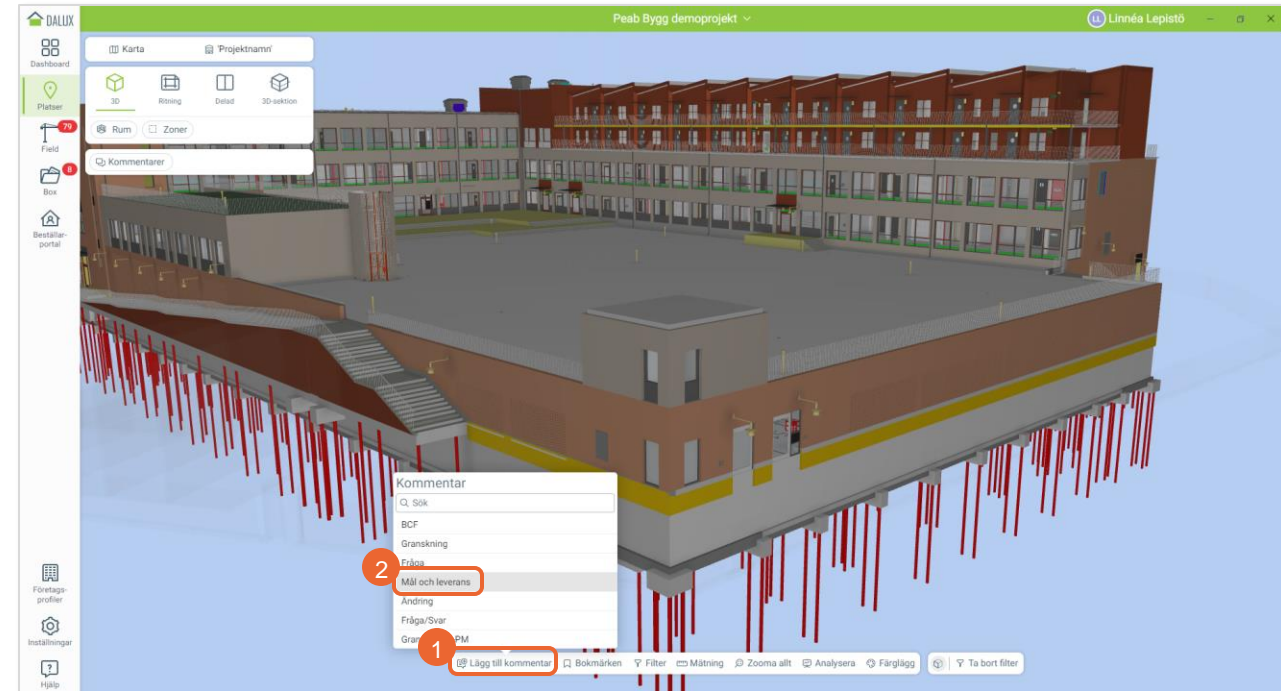 DALUX
Peab Bygg demoprojekt
LL Linnéa Lepistö
Dashboard
Platser
79
Field
8
Box
Beställar-
portal
Företags-
profiler
Inställningar
Hjälp
Karta 'Projektnamn'
3D Ritning Delad 3D-sektion
Rum Zoner
Kommentarer
Kommentar
Sök
BCF
Granskning
Fråga
2
Mål och leverans
Ändring
Fråga/Svar
PM
1
Lägg till kommentar Bokmärken Filter Mätning Zooma allt Analysera Färglägg Ta bort filter